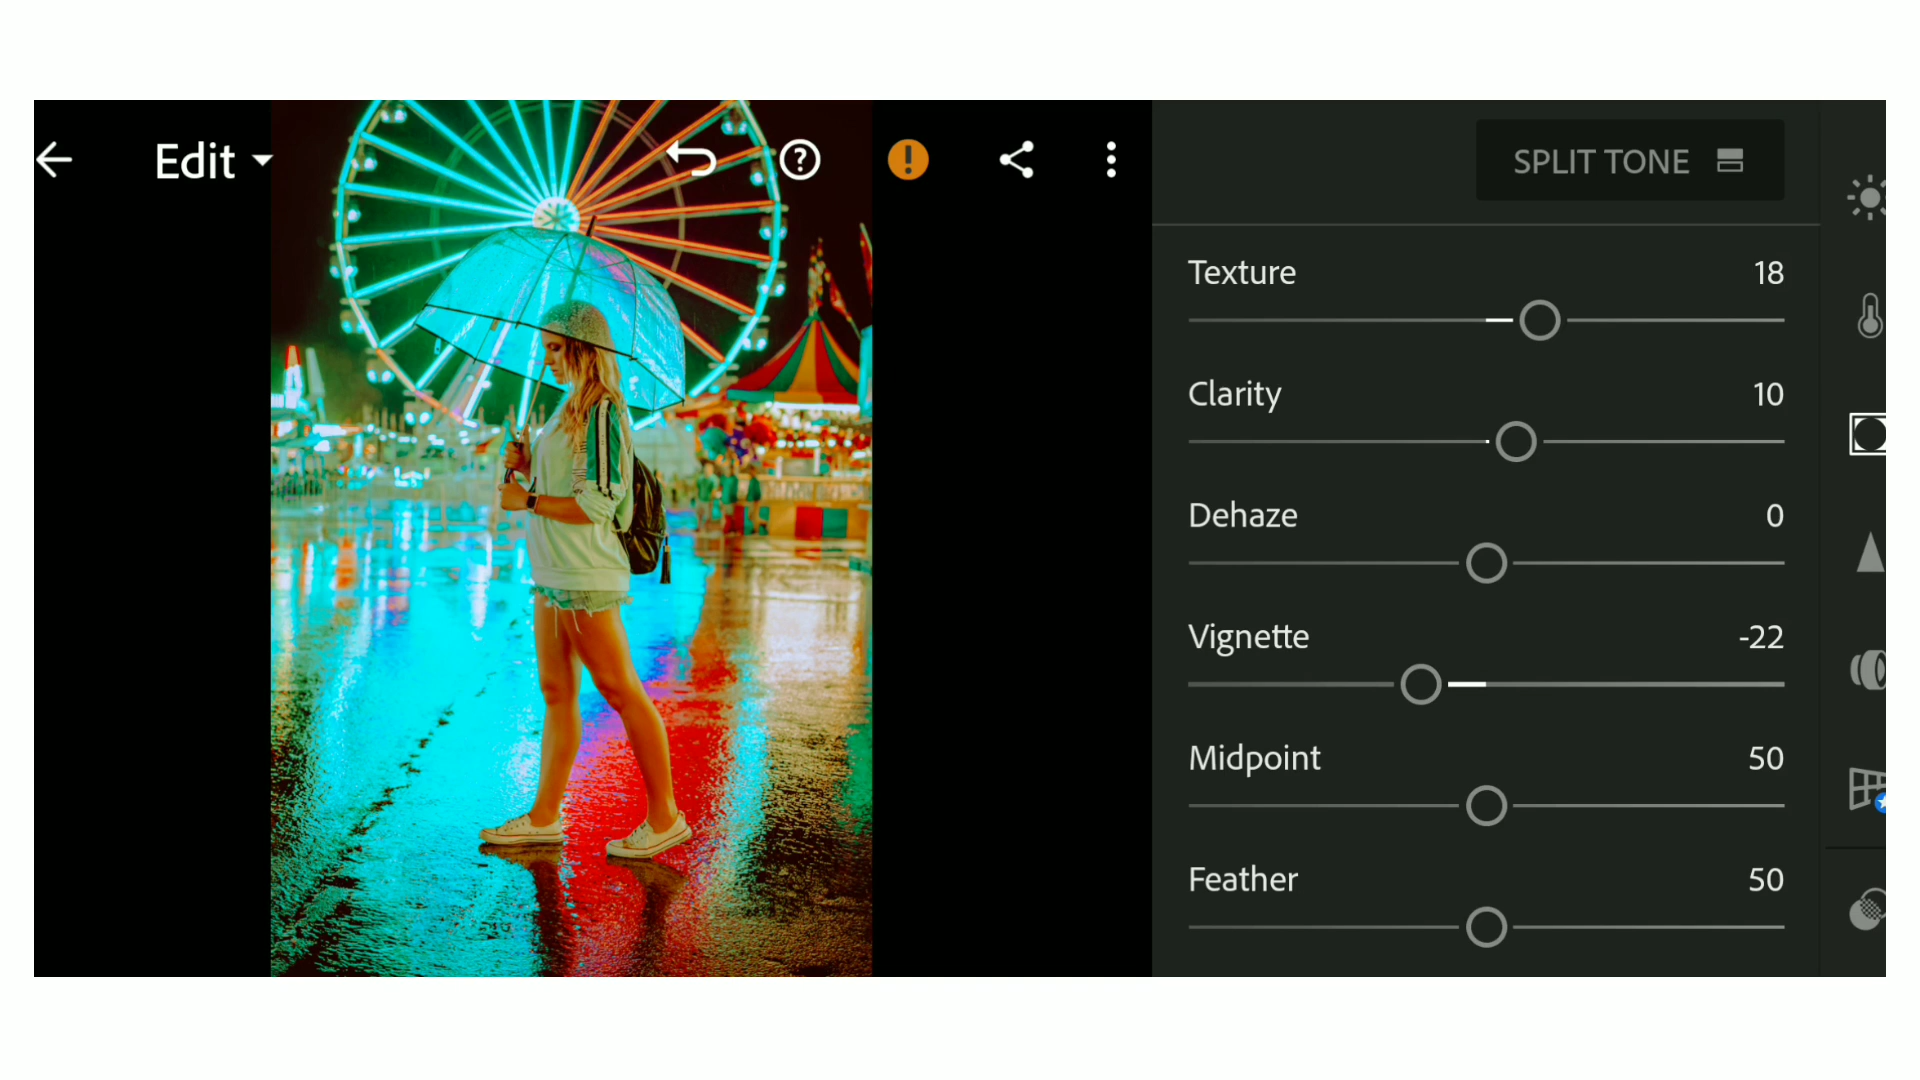 Edit
SPLIT TONE
Texture 18
Clarity 10
Dehaze 0
Vignette -22
Midpoint 50
Feather 50